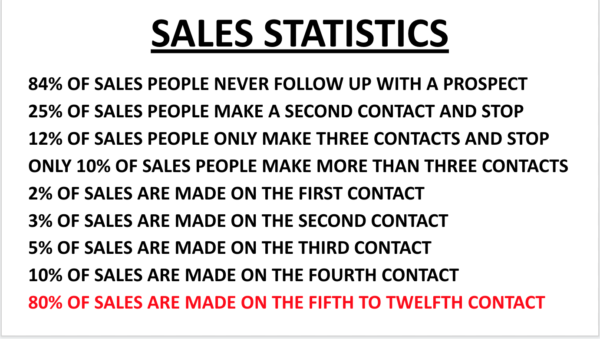 SALES STATISTICS
84% OF SALES PEOPLE NEVER FOLLOW UP WITH A PROSPECT
25% OF SALES PEOPLE MAKE A SECOND CONTACT AND STOP
12% OF SALES PEOPLE ONLY MAKE THREE CONTACTS AND STOP
ONLY 10% OF SALES PEOPLE MAKE MORE THAN THREE CONTACTS
2% OF SALES ARE MADE ON THE FIRST CONTACT
3% OF SALES ARE MADE ON THE SECOND CONTACT
5% OF SALES ARE MADE ON THE THIRD CONTACT
10% OF SALES ARE MADE ON THE FOURTH CONTACT
80% OF SALES ARE MADE ON THE FIFTH TO TWELFTH CONTACT